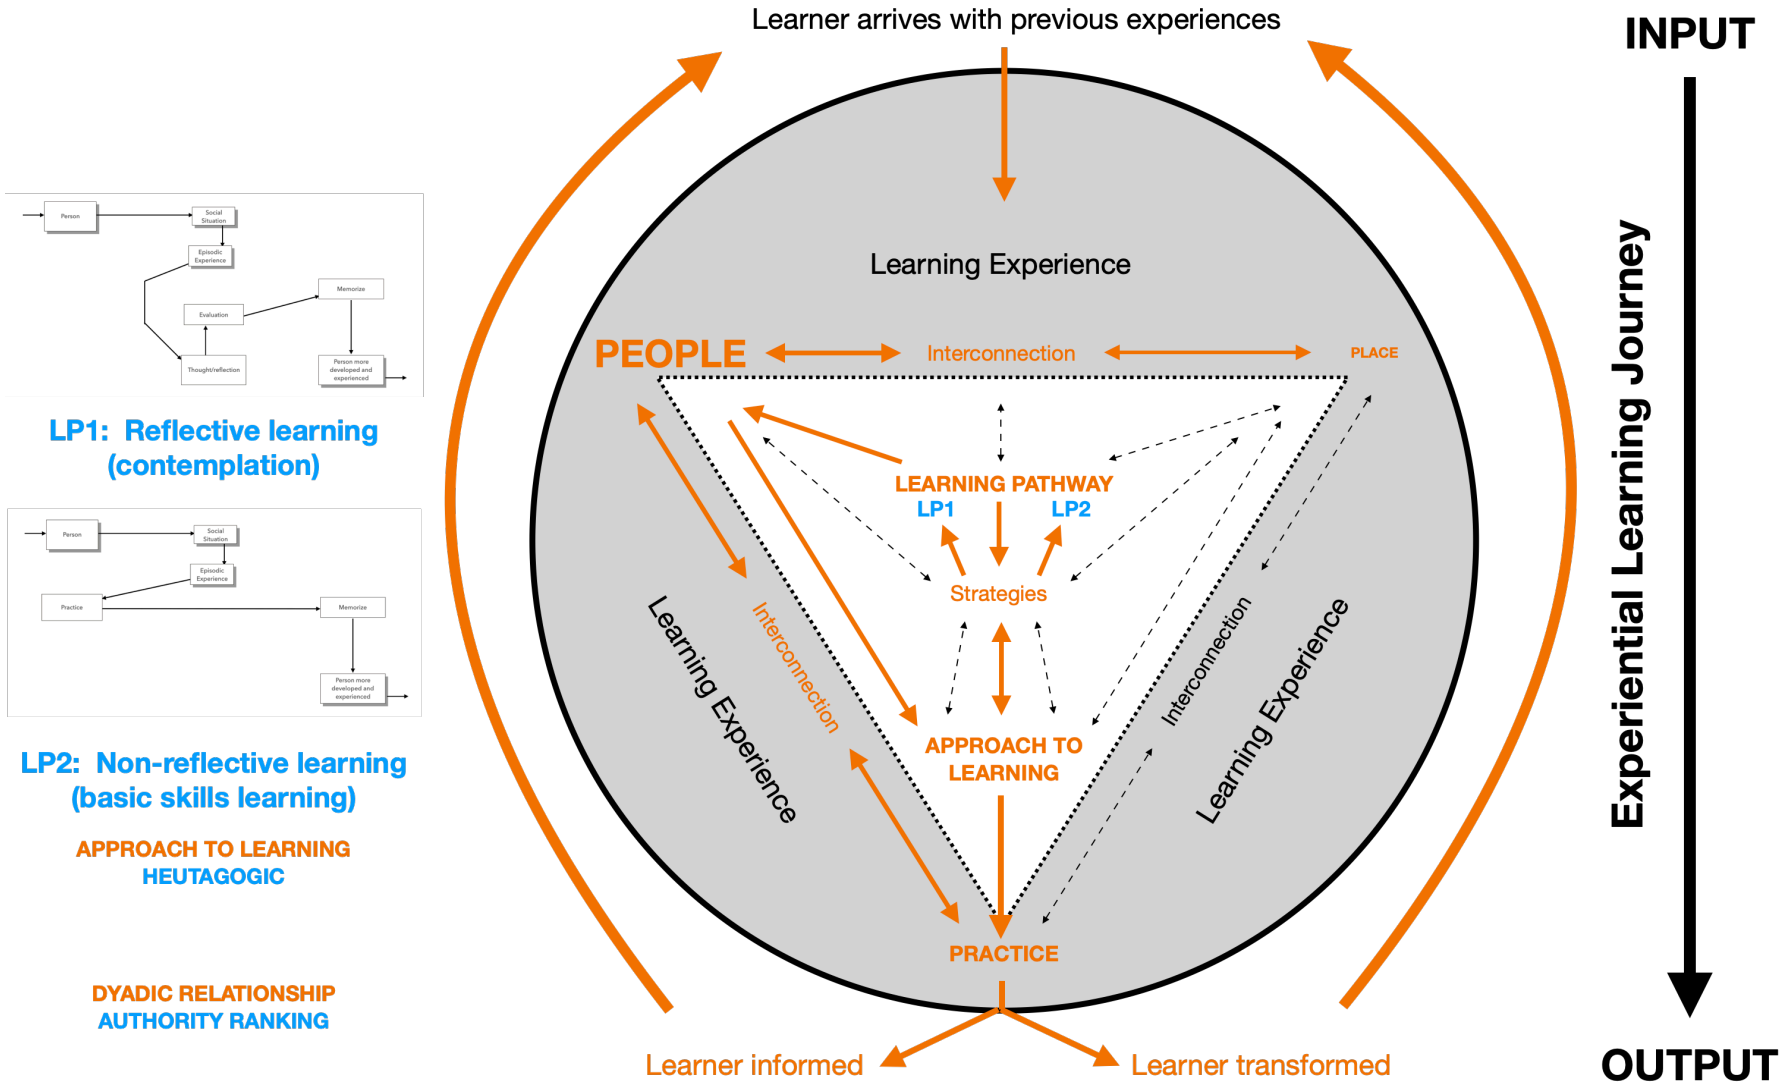 Learner arrives with previous experiences
INPUT
Learning Experience
PEOPLE
Interconnection
PLACE
LEARNING PATHWAY
LP1
LP2
Strategies
Interconnection
Interconnection
Learning Experience
Learning Experience
APPROACH TO
LEARNING
PRACTICE
Learner informed
Learner transformed
Experiential Learning Journey
OUTPUT
Person
Social
Situation
Episodic
Experience
Memorize
Evaluation
Thought/reflection
Person more
developed and
experienced
LP1: Reflective learning
(contemplation)
Person
Social
Situation
Episodic
Experience
Practice
Memorize
Person more
developed and
experienced
LP2: Non-reflective learning
(basic skills learning)
APPROACH TO LEARNING
HEUTAGOGIC
DYADIC RELATIONSHIP
AUTHORITY RANKING